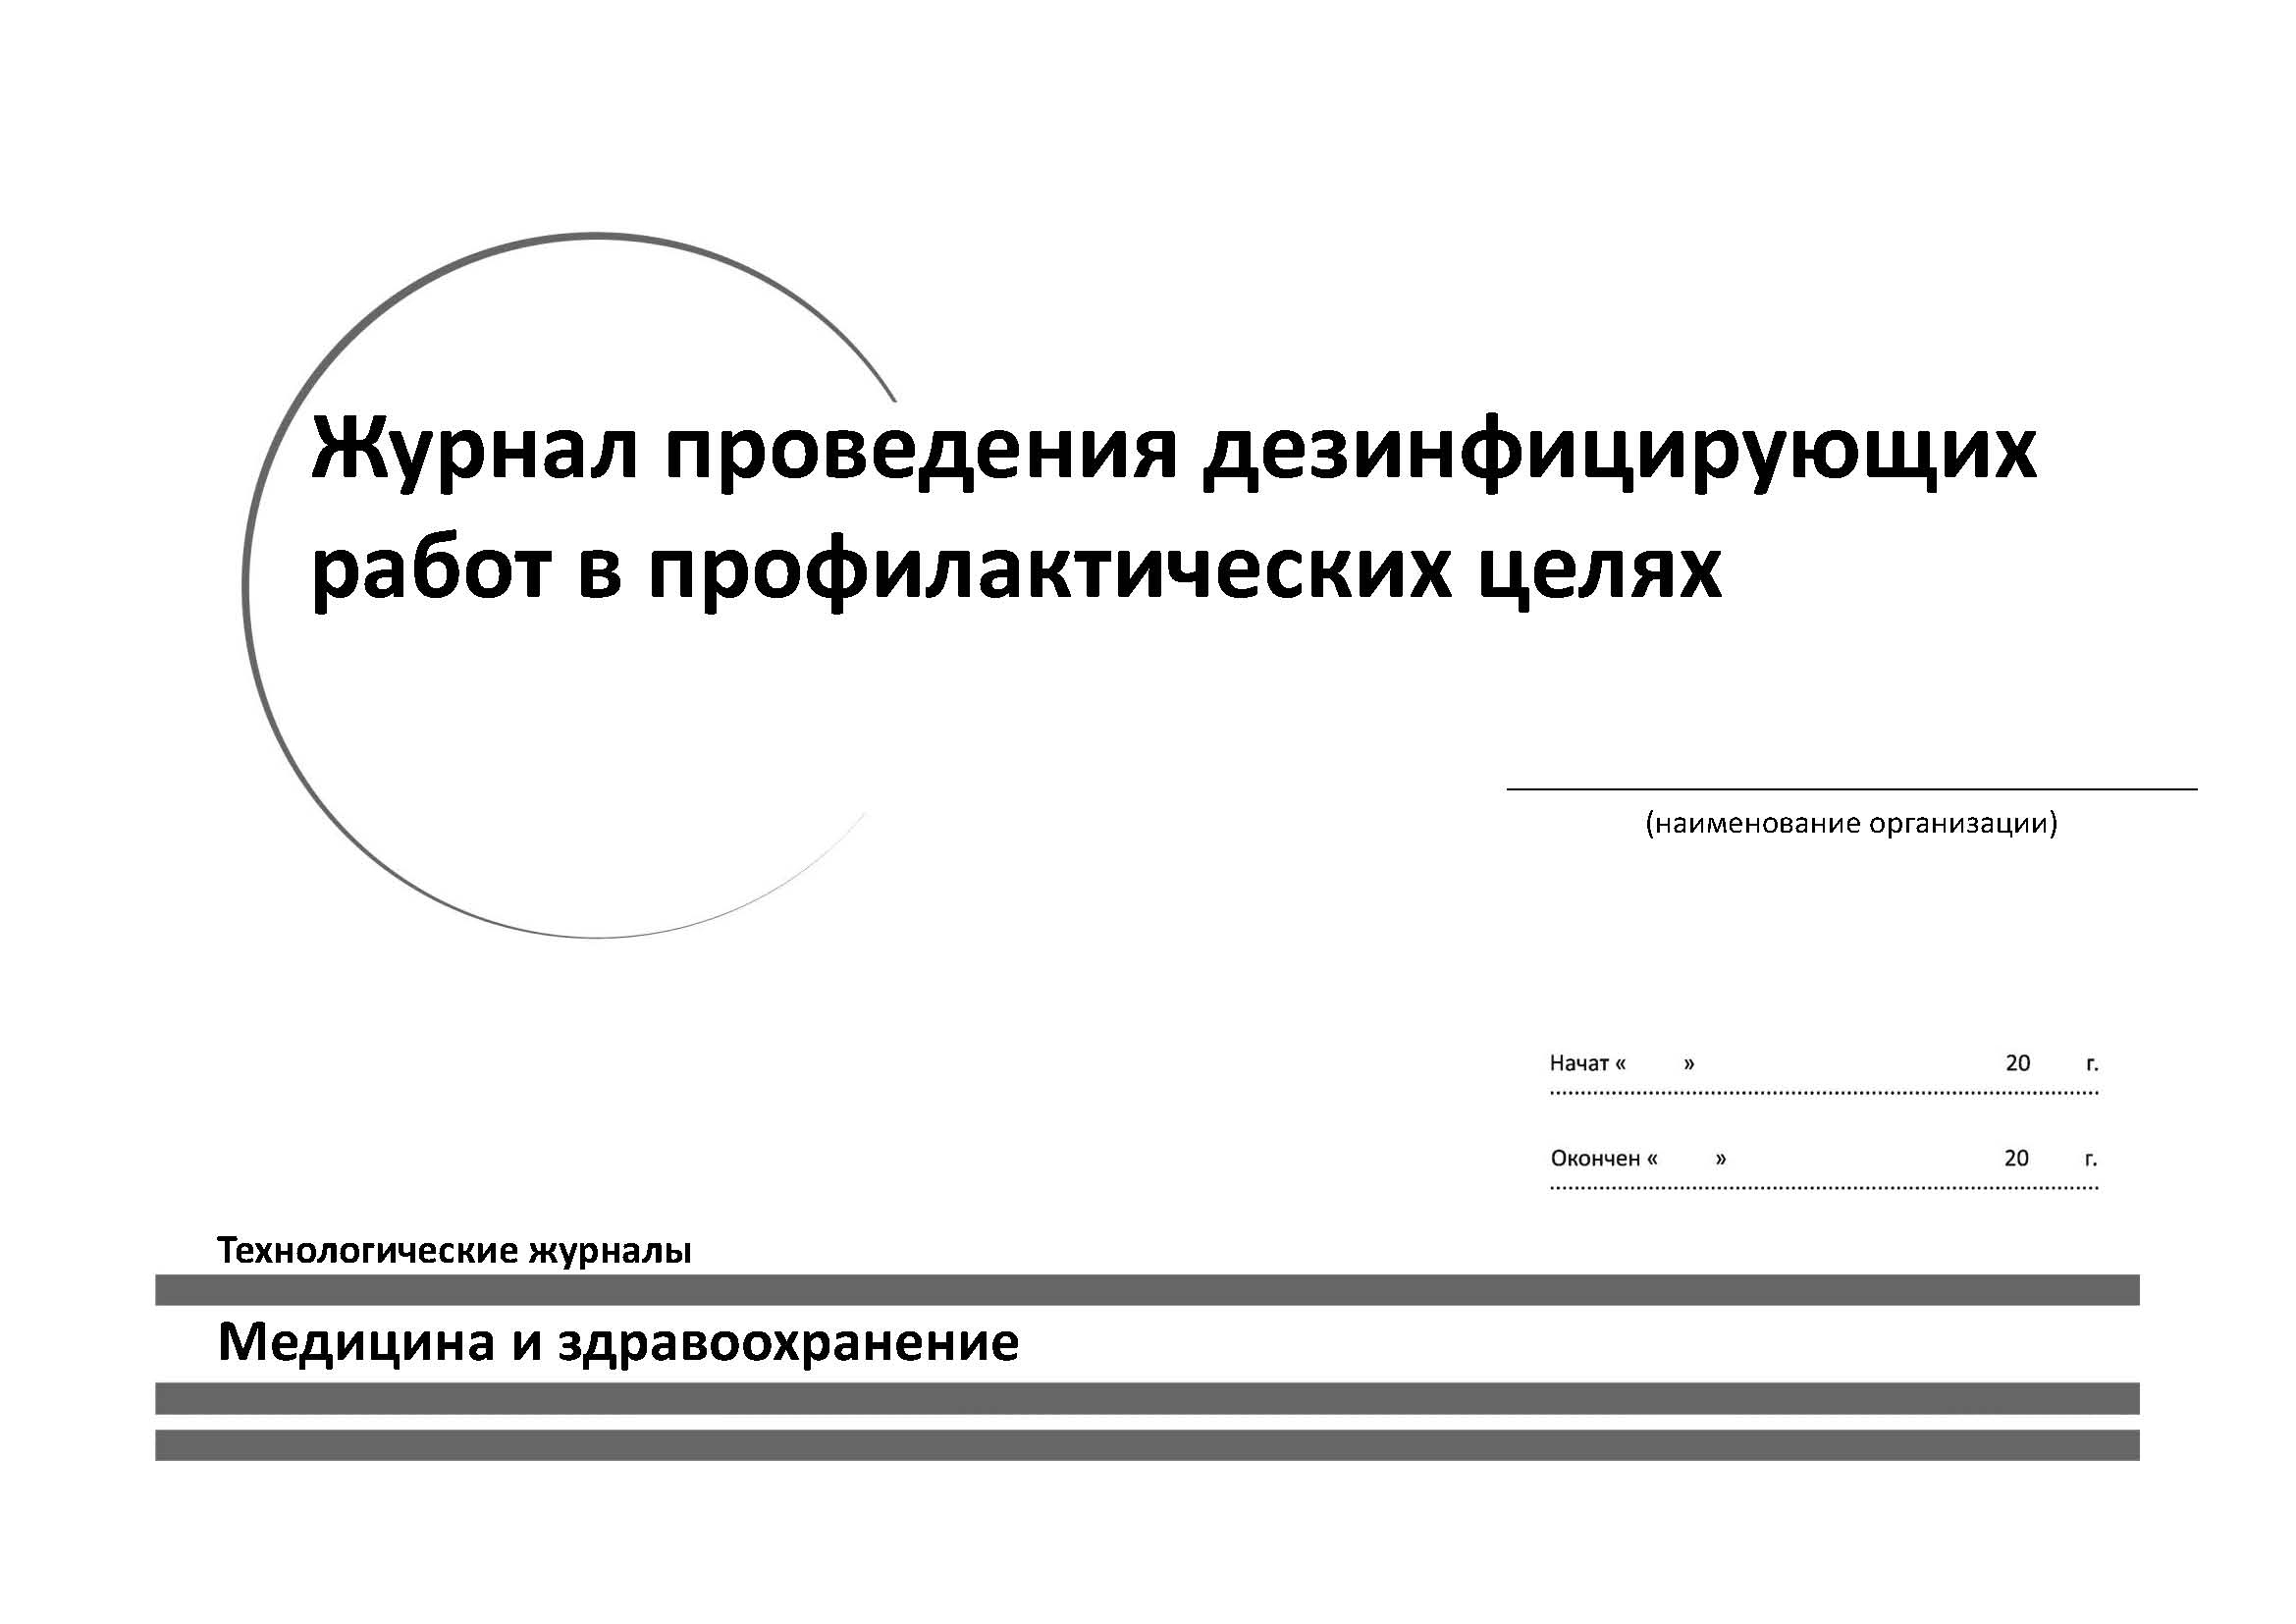 Журнал проведения дезинфицирующих
работ в профилактических целях
(наименование организации)
Начат « » 20 г.
Окончен « » 20 г.
Технологические журналы
Медицина и здравоохранение